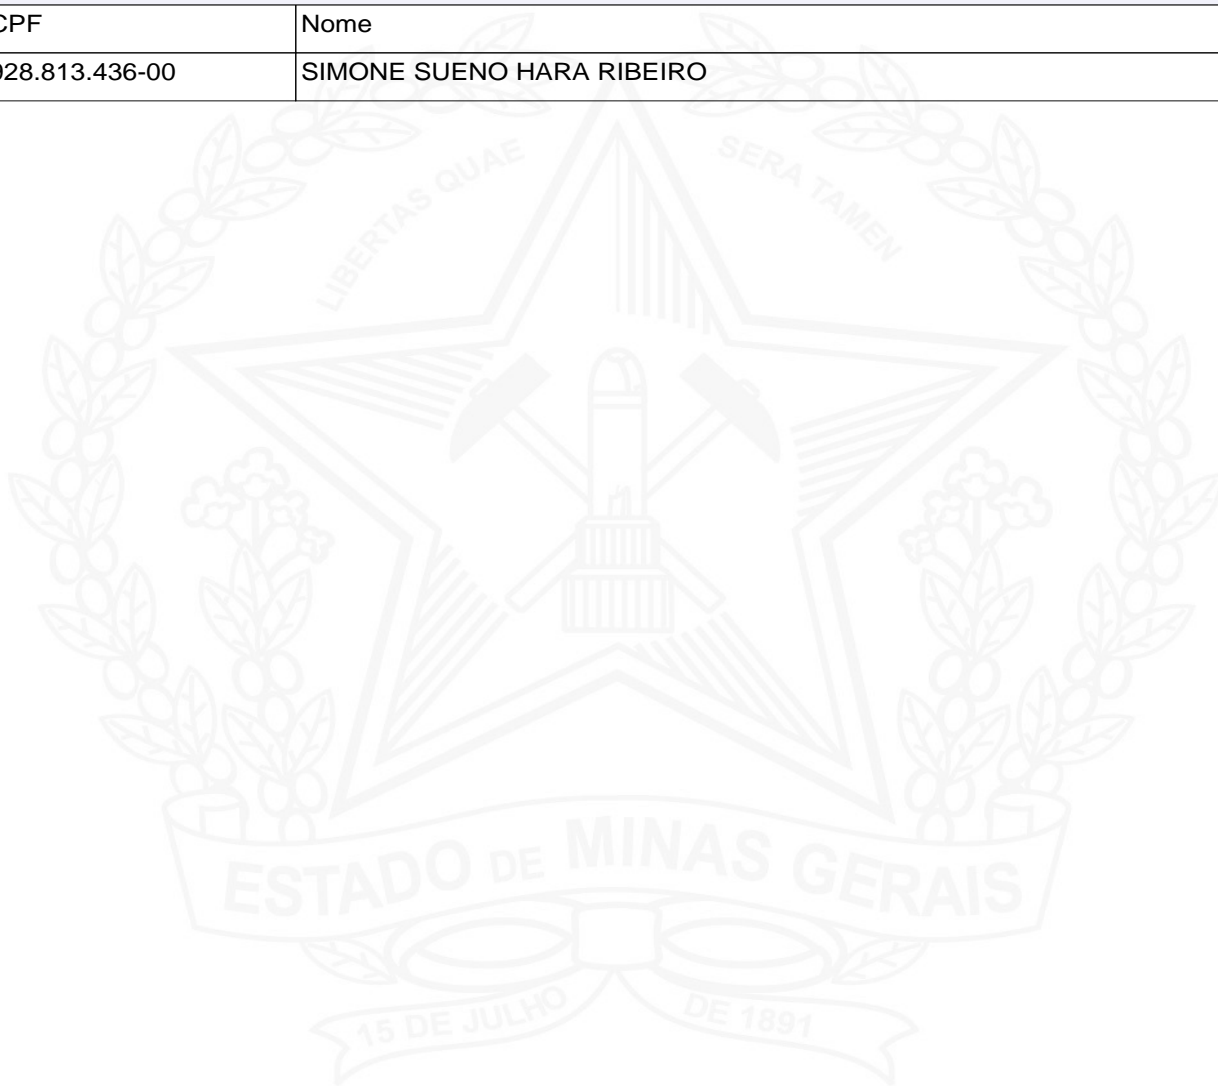 CPF Nome
928.813.436-00 SIMONE SUENO HARA RIBEIRO
LIBERTAS QUAE SERA TAMEN
ESTADO DE MINAS GERAIS
15 DE JULHO DE 1891